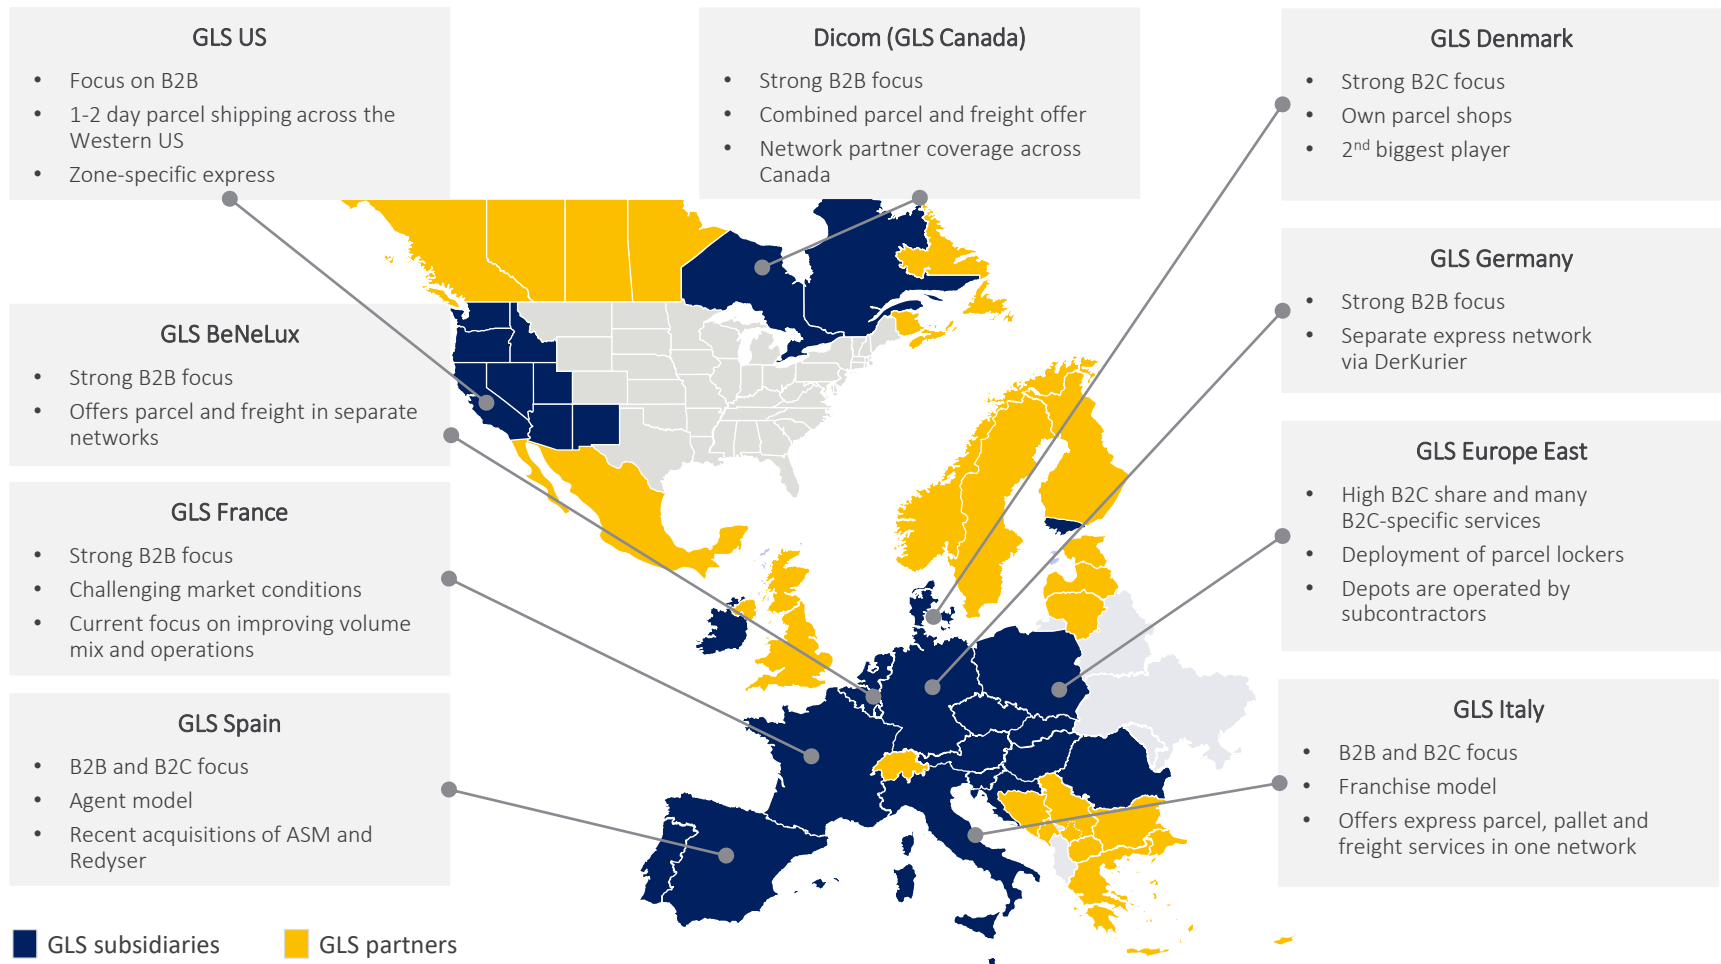 GLS US
• Focus on B2B
• 1-2 day parcel shipping across the
Western US
• Zone-specific express
Dicom (GLS Canada)
• Strong B2B focus
• Combined parcel and freight offer
• Network partner coverage across
Canada
GLS Denmark
• Strong B2C focus
• Own parcel shops
• 2nd biggest player
GLS BeNeLux
• Strong B2B focus
• Offers parcel and freight in separate
networks
GLS Germany
• Strong B2B focus
• Separate express network
via DerKurier
GLS France
• Strong B2B focus
• Challenging market conditions
• Current focus on improving volume
mix and operations
GLS Europe East
• High B2C share and many
B2C-specific services
• Deployment of parcel lockers
• Depots are operated by
subcontractors
GLS Spain
• B2B and B2C focus
• Agent model
• Recent acquisitions of ASM and
Redyser
GLS Italy
• B2B and B2C focus
• Franchise model
• Offers express parcel, pallet and
freight services in one network
GLS subsidiaries
GLS partners